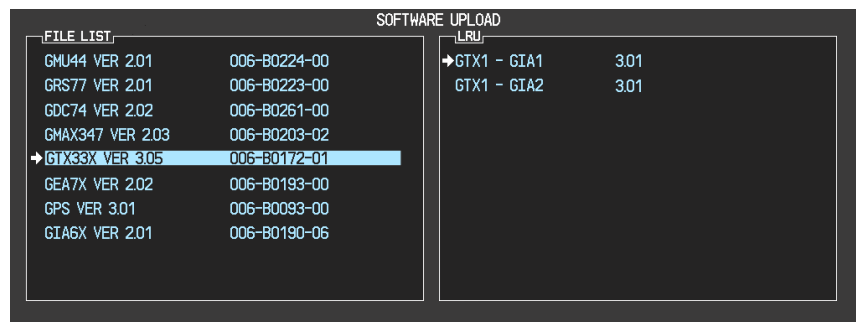 SOFTWARE UPLOAD
FILE LIST
GMU44 VER 2.01 006-B0224-00
GRS77 VER 2.01 006-B0223-00
GDC74 VER 2.02 006-B0261-00
GMAX347 VER 2.03 006-B0203-02
GTX33X VER 3.05 006-B0172-01
GEA7X VER 2.02 006-B0193-00
GPS VER 3.01 006-B0093-00
GIA6X VER 2.01 006-B0190-06
LRU
GTX1 - GIA1 3.01
GTX1 - GIA2 3.01